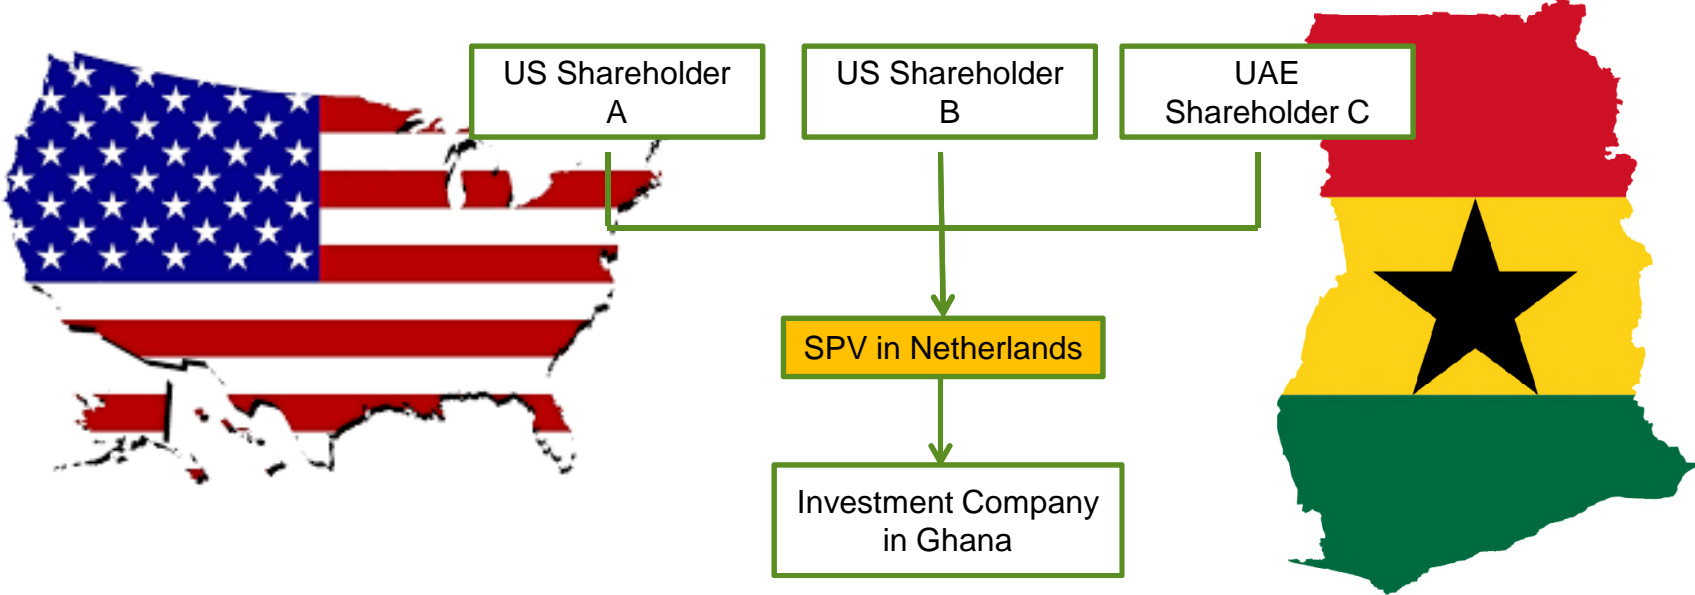 US Shareholder
A
US Shareholder
B
UAE
Shareholder C
SPV in Netherlands
Investment Company
in Ghana